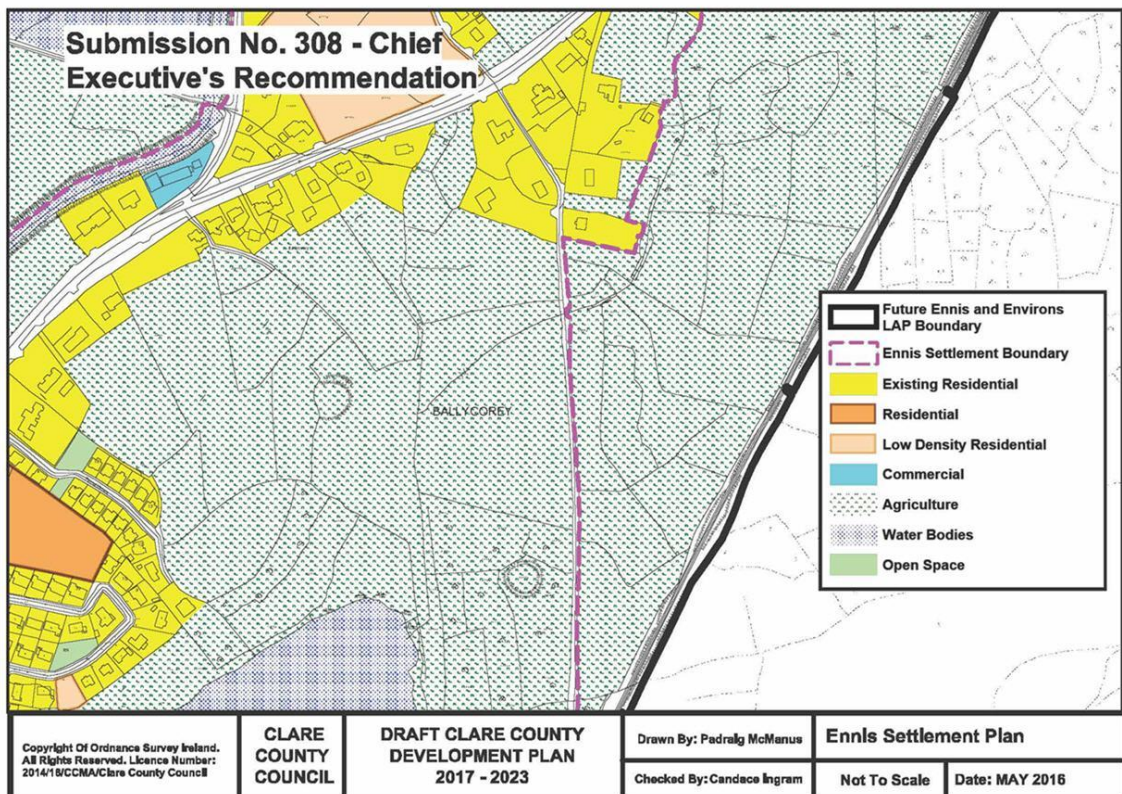 Submission No. 308 - Chief
Executive's Recommendation
BALLYCOREY
Future Ennis and Environs
LAP Boundary
Ennis Settlement Boundary
Existing Residential
Residential
Low Density Residential
Commercial
Agriculture
Water Bodies
Open Space
Copyright Of Ordnance Survey Ireland.
All Rights Reserved. Licence Number:
2014/18/CCMA/Clare County Council
CLARE
COUNTY
COUNCIL
DRAFT CLARE COUNTY
DEVELOPMENT PLAN
2017 - 2023
Drawn By: Padraig McManus
Checked By: Candace Ingram
Ennis Settlement Plan
Not To Scale
Date: MAY 2016